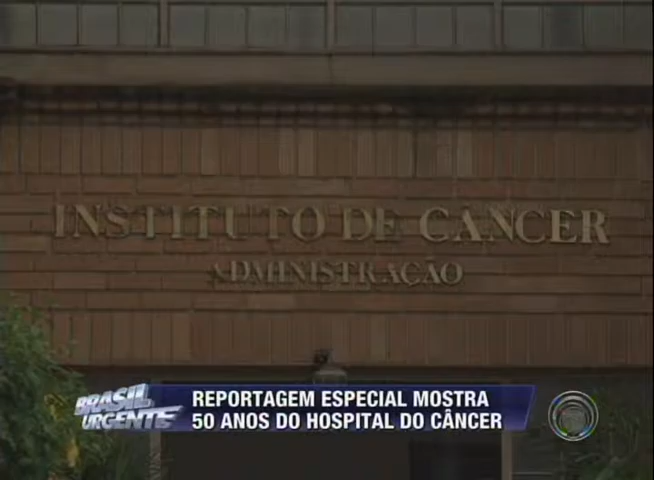 INSTITUTO DE CÂNCER
ADMINISTRAÇÃO
BRASIL
URGENTE
REPORTAGEM ESPECIAL MOSTRA
50 ANOS DO HOSPITAL DO CÂNCER